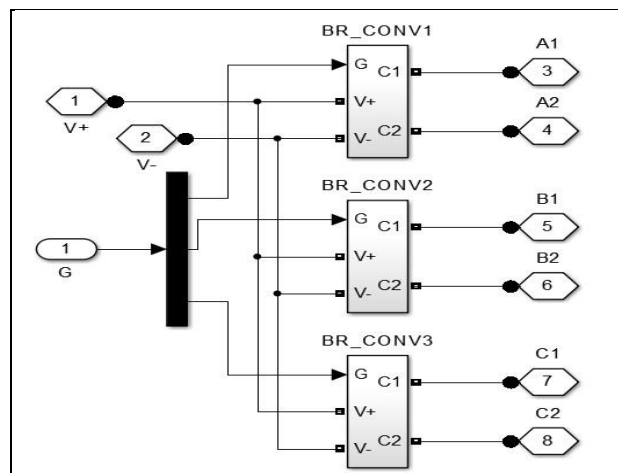 BR_CONV1
A1
G
C1
3
1
V+
A2
V+
2
V-
C2
4
V-
BR_CONV2
B1
G
C1
5
1
G
V+
B2
V-
C2
6
BR_CONV3
C1
G
C1
7
V+
C2
V-
C2
8